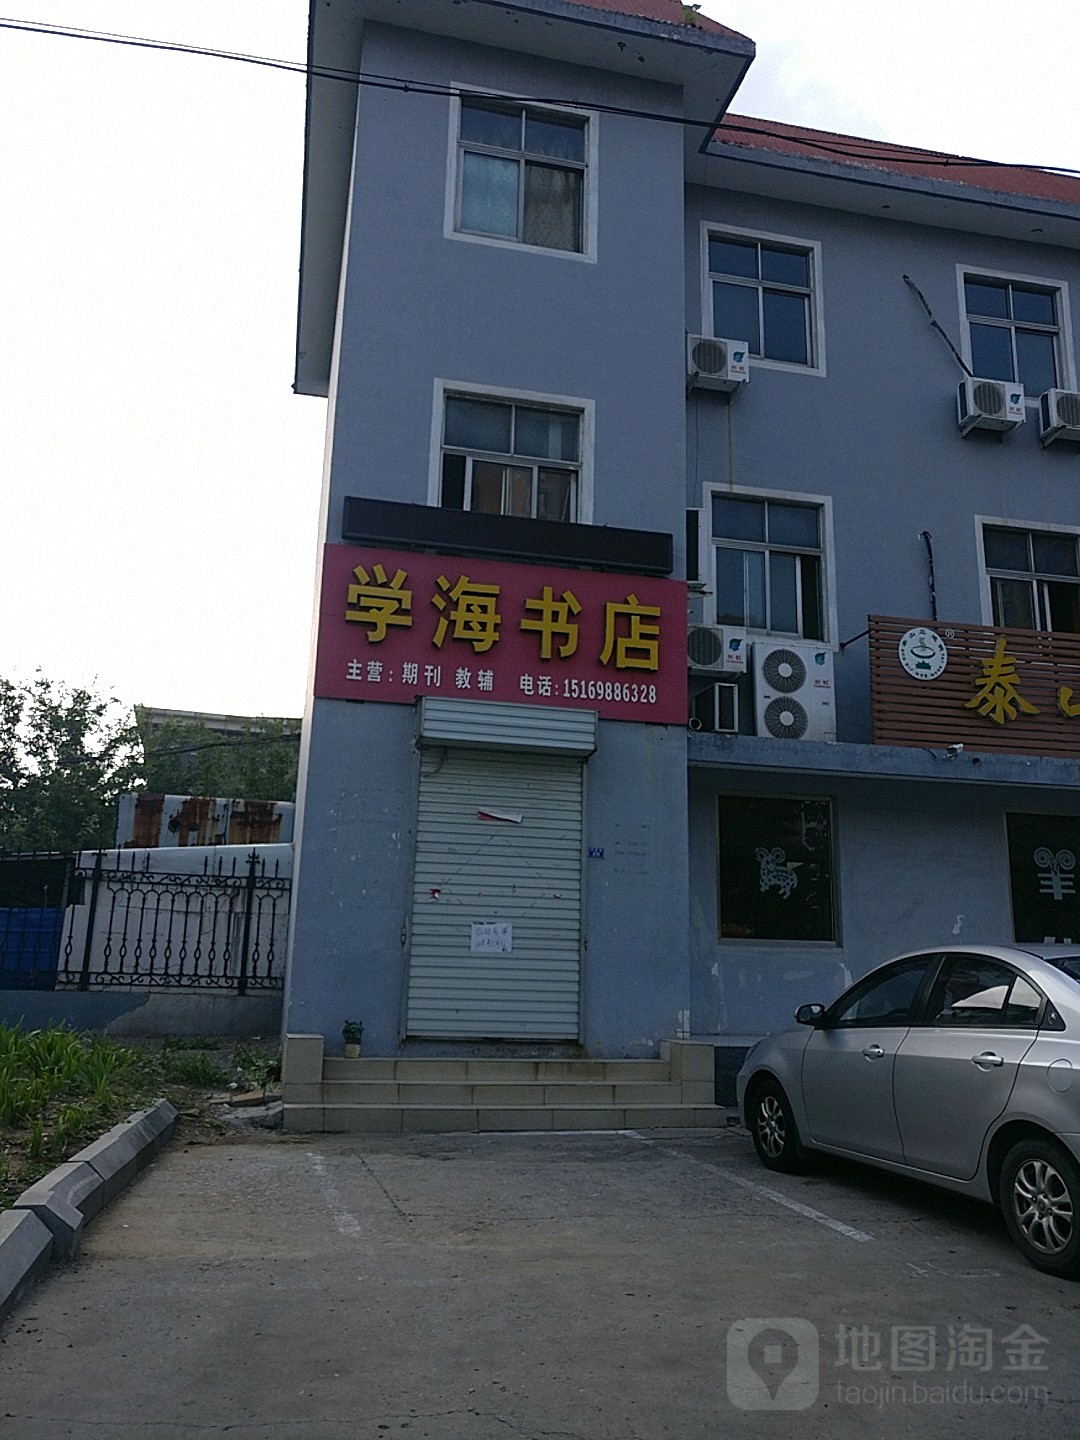 学海书店
主营：期刊 教辅 电话：15169886328
泰山
®
地图淘金
taojin.baidu.com